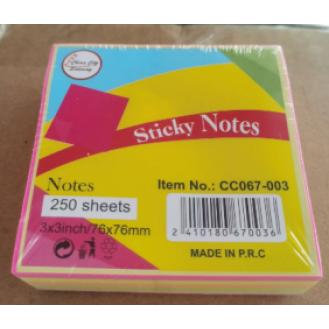 Sticky Notes
Notes
Item No.: CC067-003
250 sheets
3x3inch/76x76mm
2 410180 670036
MADE IN P.R.C